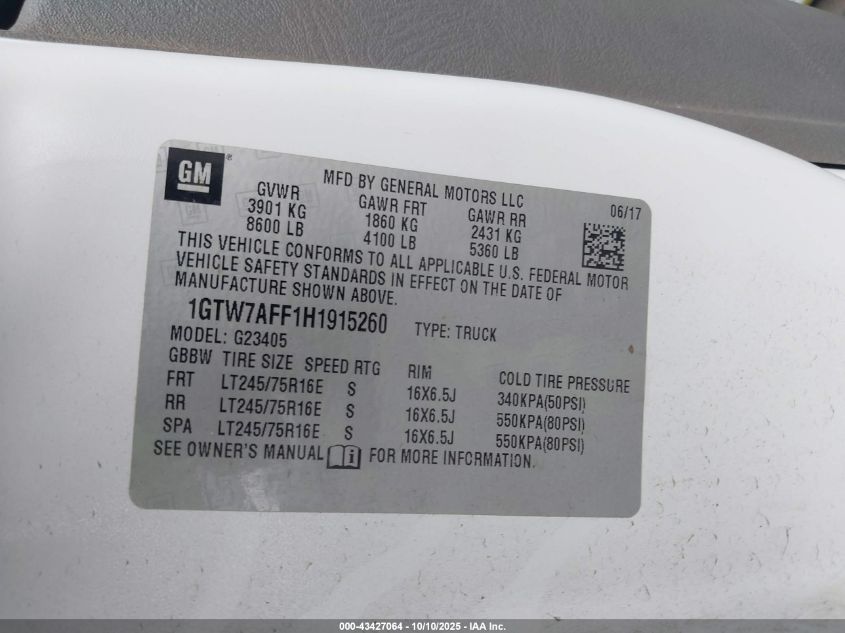 GM ®
MFD BY GENERAL MOTORS LLC 06/17
GVWR GAWR FRT GAWR RR
3901 KG 1860 KG 2431 KG
8600 LB 4100 LB 5360 LB
THIS VEHICLE CONFORMS TO ALL APPLICABLE U.S. FEDERAL MOTOR
VEHICLE SAFETY STANDARDS IN EFFECT ON THE DATE OF
MANUFACTURE SHOWN ABOVE.
1GTW7AFF1H1915260 TYPE: TRUCK
MODEL: G23405
GBBW TIRE SIZE SPEED RTG RIM COLD TIRE PRESSURE
FRT LT245/75R16E S 16X6.5J 340KPA(50PSI)
RR LT245/75R16E S 16X6.5J 550KPA(80PSI)
SPA LT245/75R16E S 16X6.5J 550KPA(80PSI)
SEE OWNER'S MANUAL i FOR MORE INFORMATION.
000-43427064 - 10/10/2025 - IAA Inc.